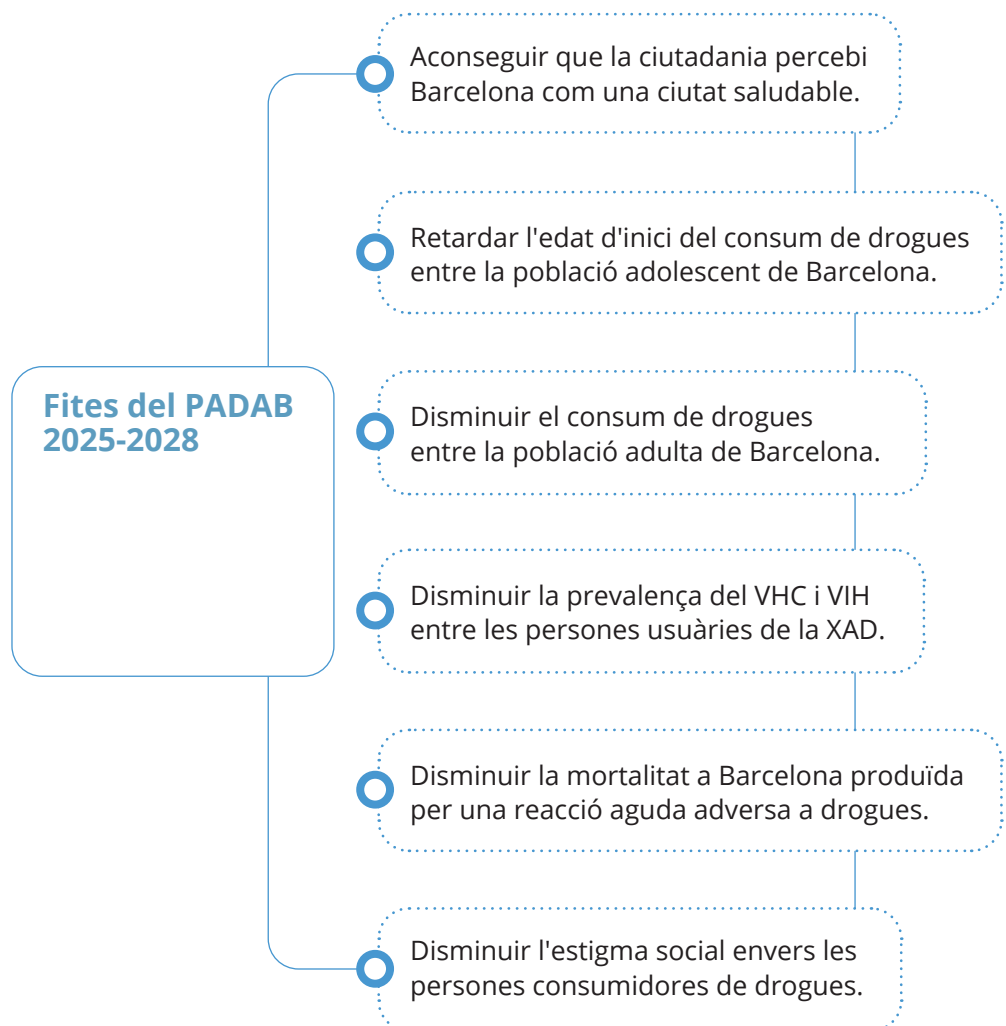 Aconseguir que la ciutadania percebi
Barcelona com una ciutat saludable.
Retardar l'edat d'inici del consum de drogues
entre la població adolescent de Barcelona.
Fites del PADAB
2025-2028
Disminuir el consum de drogues
entre la població adulta de Barcelona.
Disminuir la prevalença del VHC i VIH
entre les persones usuàries de la XAD.
Disminuir la mortalitat a Barcelona produïda
per una reacció aguda adversa a drogues.
Disminuir l'estigma social envers les
persones consumidores de drogues.